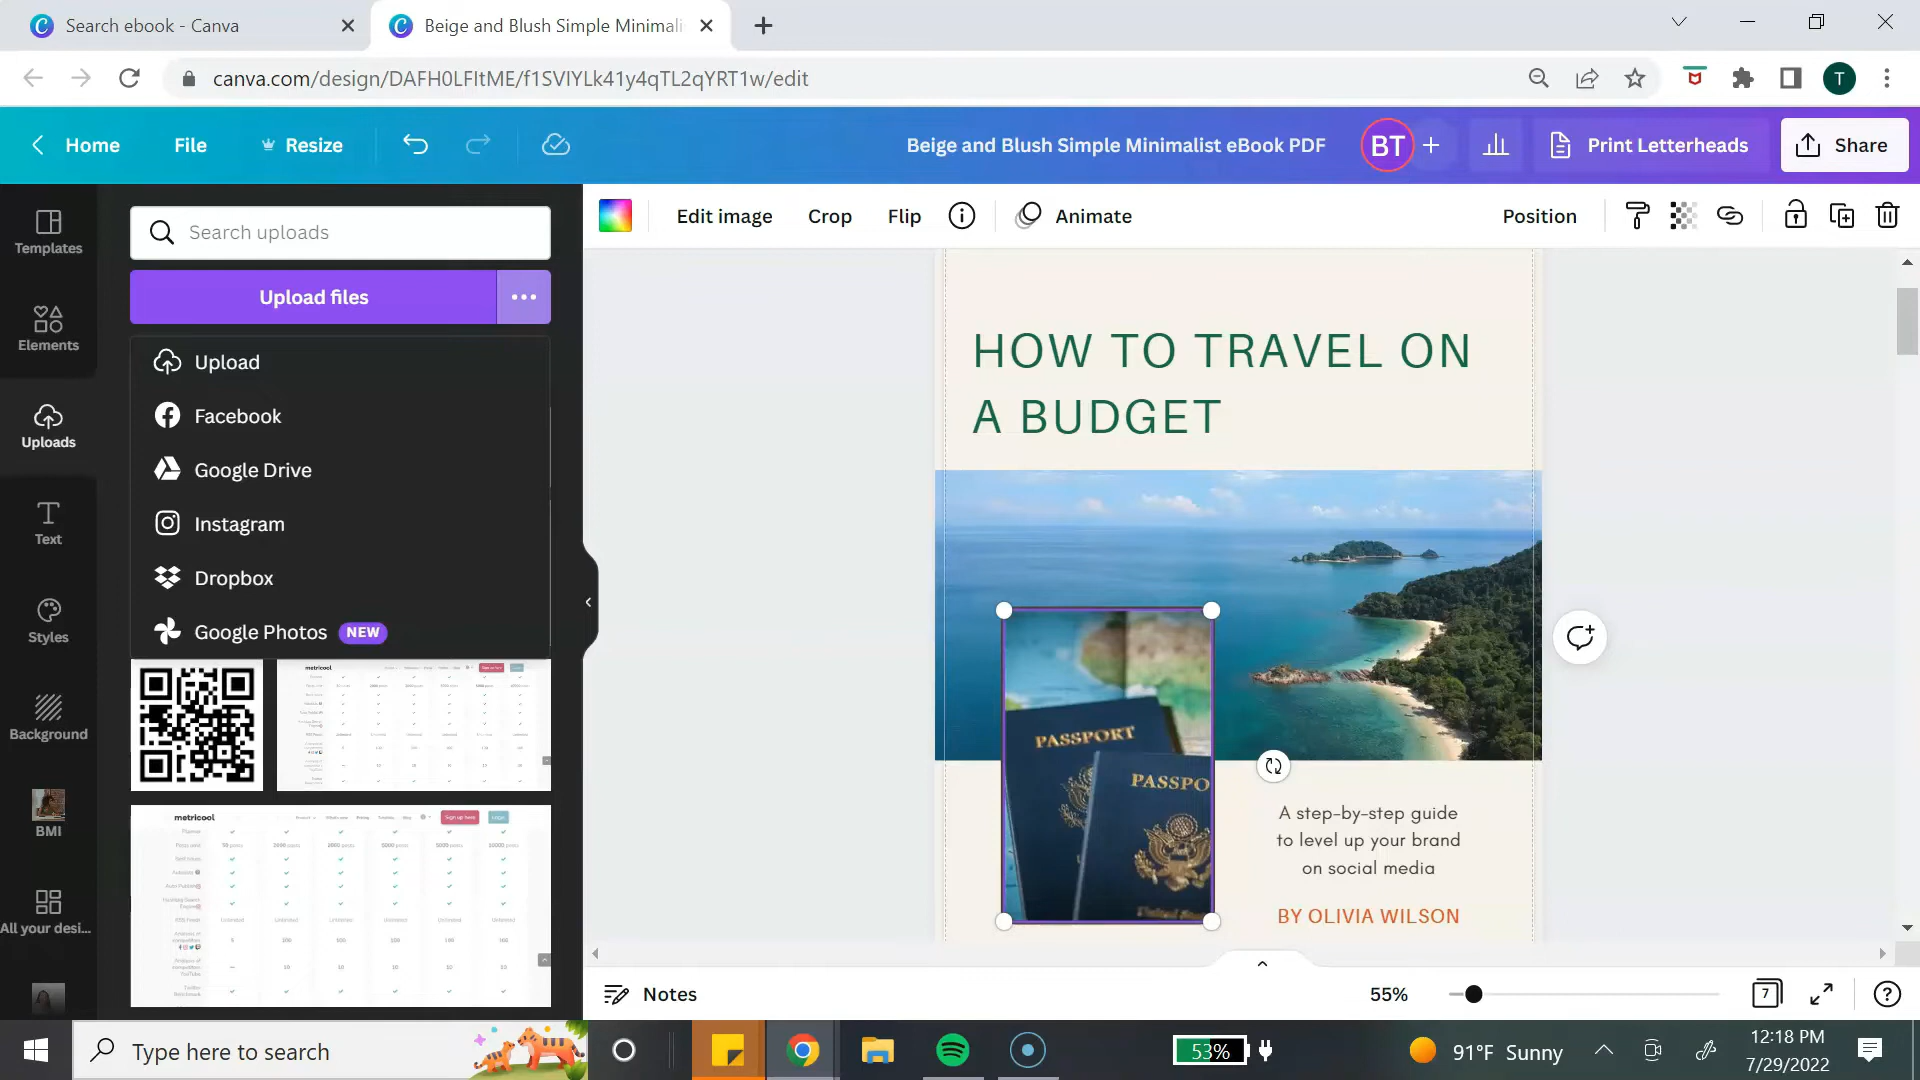 Search ebook - Canva
Beige and Blush Simple Minimali
canva.com/design/DAFH0LFItME/f1SVIYLk41y4qTL2qYRT1w/edit
T
Home
File
Resize
Beige and Blush Simple Minimalist eBook PDF
BT
Print Letterheads
Share
Templates
Elements
Uploads
Text
Styles
Background
BMI
All your desi...
Search uploads
Upload files
Upload
Facebook
Google Drive
Instagram
Dropbox
Google Photos NEW
metricool
metricool
Sign up here
Edit image
Crop
Flip
Animate
Position
HOW TO TRAVEL ON
A BUDGET
PASSPORT
PASSPO
A step-by-step guide
to level up your brand
on social media
BY OLIVIA WILSON
Notes
55%
7
Type here to search
53%
91°F Sunny
12:18 PM
7/29/2022